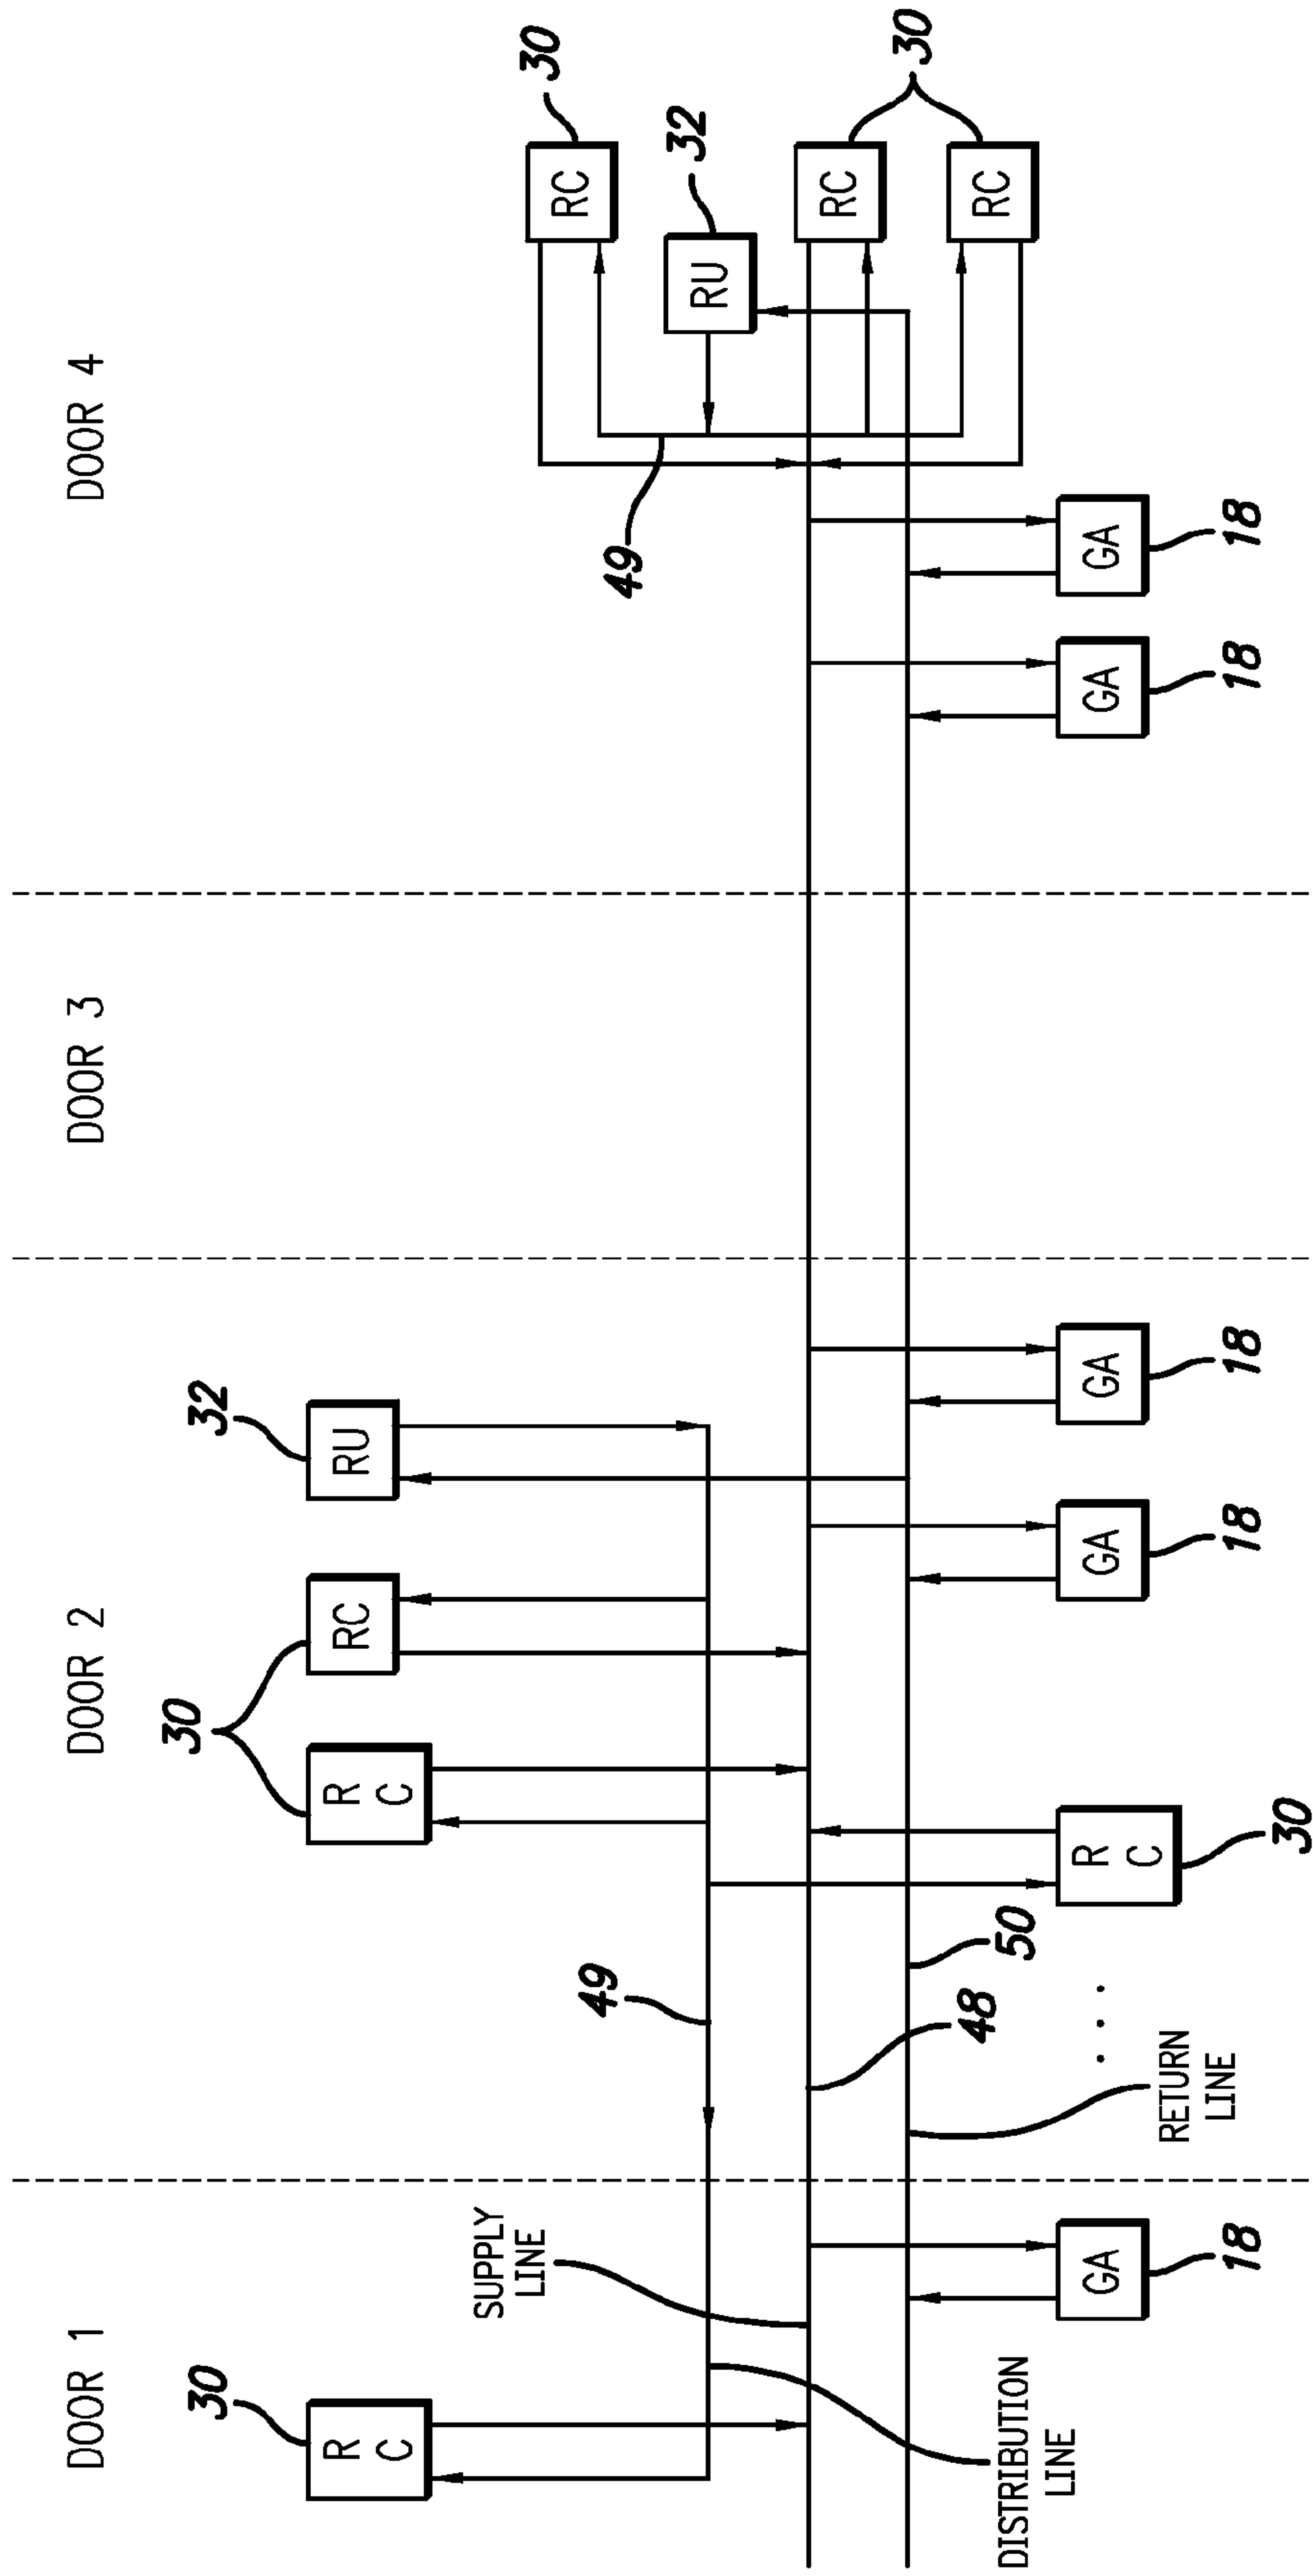 DOOR 1
DOOR 2
DOOR 3
DOOR 4
30
R
C
SUPPLY
LINE
DISTRIBUTION
LINE
GA
18
49
30
R
C
RC
32
RU
48
50
RETURN
LINE
. . .
R
C
30
GA
18
GA
18
49
30
RC
32
RU
30
RC
RC
GA
18
GA
18